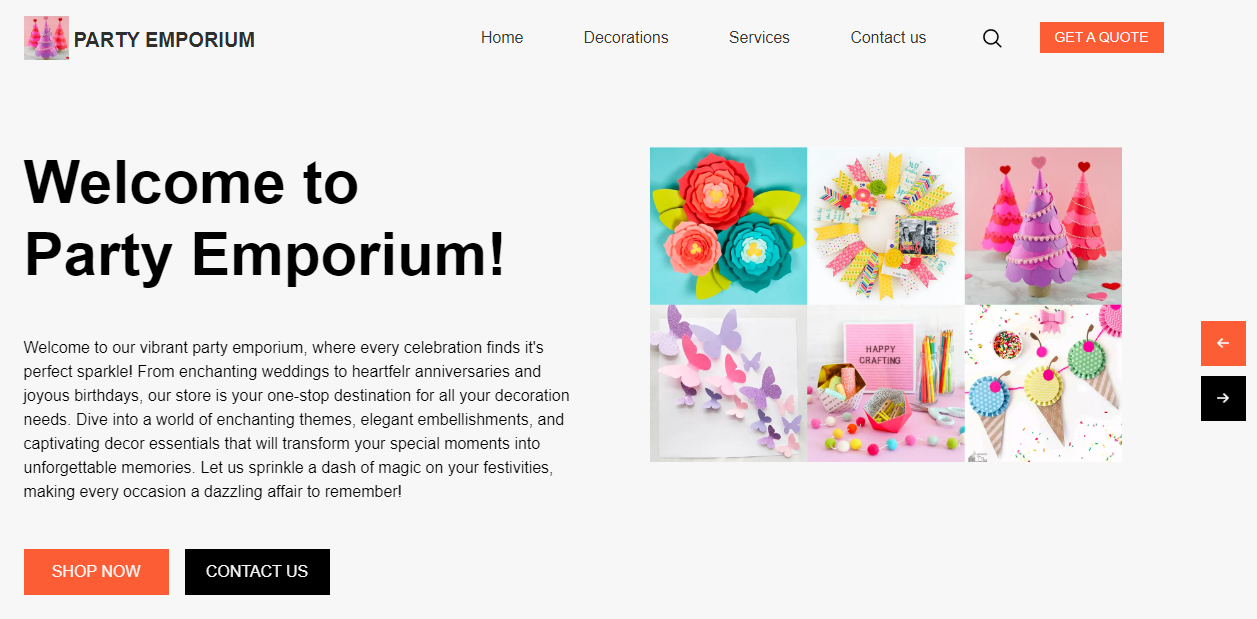 PARTY EMPORIUM
Home
Decorations
Services
Contact us
GET A QUOTE
Welcome to
Party Emporium!
Welcome to our vibrant party emporium, where every celebration finds it's
perfect sparkle! From enchanting weddings to heartfelr anniversaries and
joyous birthdays, our store is your one-stop destination for all your decoration
needs. Dive into a world of enchanting themes, elegant embellishments, and
captivating decor essentials that will transform your special moments into
unforgettable memories. Let us sprinkle a dash of magic on your festivities,
making every occasion a dazzling affair to remember!
HAPPY
CRAFTING
SHOP NOW
CONTACT US